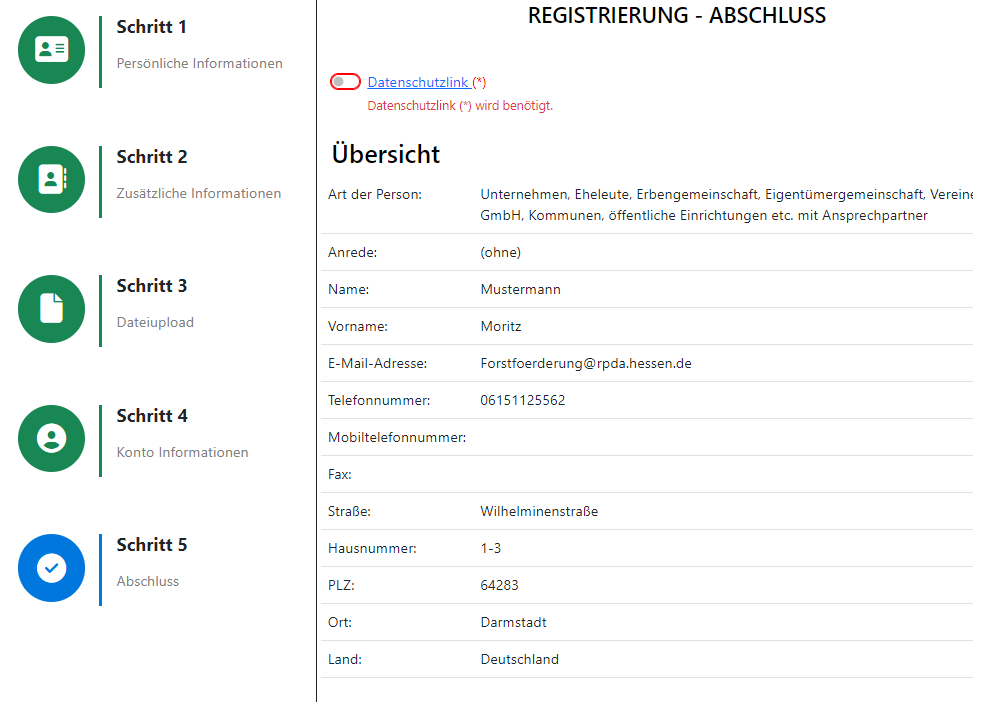 Schritt 1
Persönliche Informationen
Schritt 2
Zusätzliche Informationen
Schritt 3
Dateiupload
Schritt 4
Konto Informationen
Schritt 5
Abschluss
REGISTRIERUNG - ABSCHLUSS
Datenschutzlink (*)
Datenschutzlink (*) wird benötigt.
Übersicht
Art der Person: Unternehmen, Eheleute, Erbengemeinschaft, Eigentümergemeinschaft, Vereine
GmbH, Kommunen, öffentliche Einrichtungen etc. mit Ansprechpartner
Anrede: (ohne)
Name: Mustermann
Vorname: Moritz
E-Mail-Adresse: Forstfoerderung@rpda.hessen.de
Telefonnummer: 06151125562
Mobiltelefonnummer:
Fax:
Straße: Wilhelminenstraße
Hausnummer: 1-3
PLZ: 64283
Ort: Darmstadt
Land: Deutschland